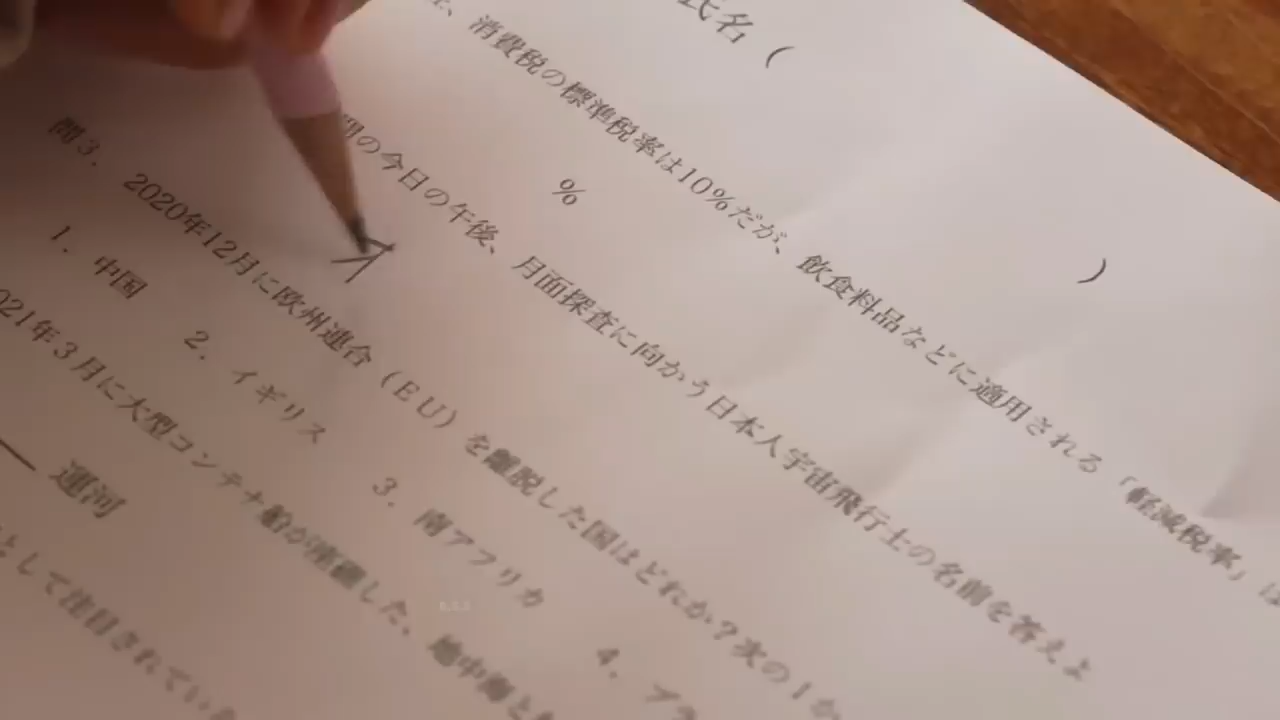 氏名（ ）
、消費税の標準税率は10％だが、飲食料品などに適用される「軽減税率」は
％
間の今日の午後、月面探査に向かう日本人宇宙飛行士の名前を答えよ
問３．2020年12月に欧州連合（ＥＵ）を離脱した国はどれか？次の１か
１．中国 ２．イギリス ３．南アフリカ ４．ブラ
021年３月に大型コンテナ船が座礁した、地中海と
運河
として注目されてい